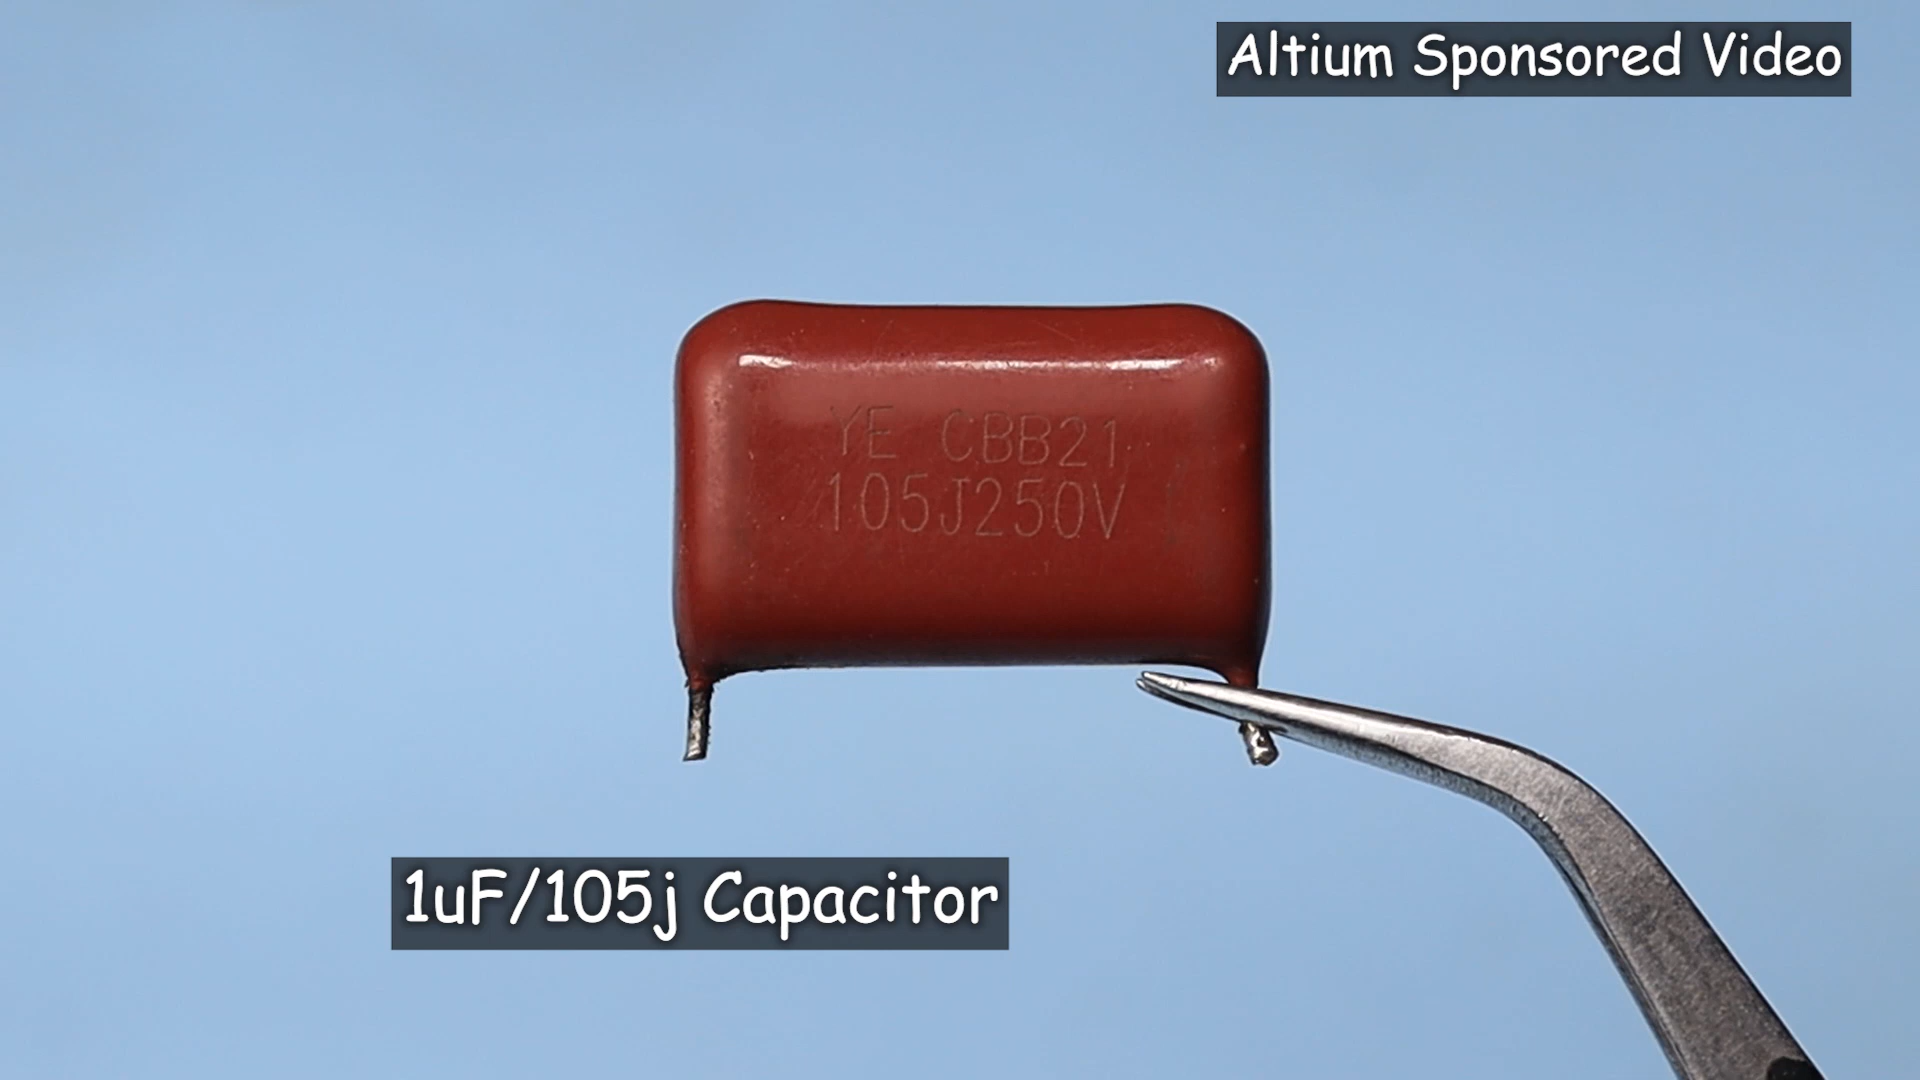 Altium Sponsored Video
YE CBB21
105J250V
1uF/105j Capacitor